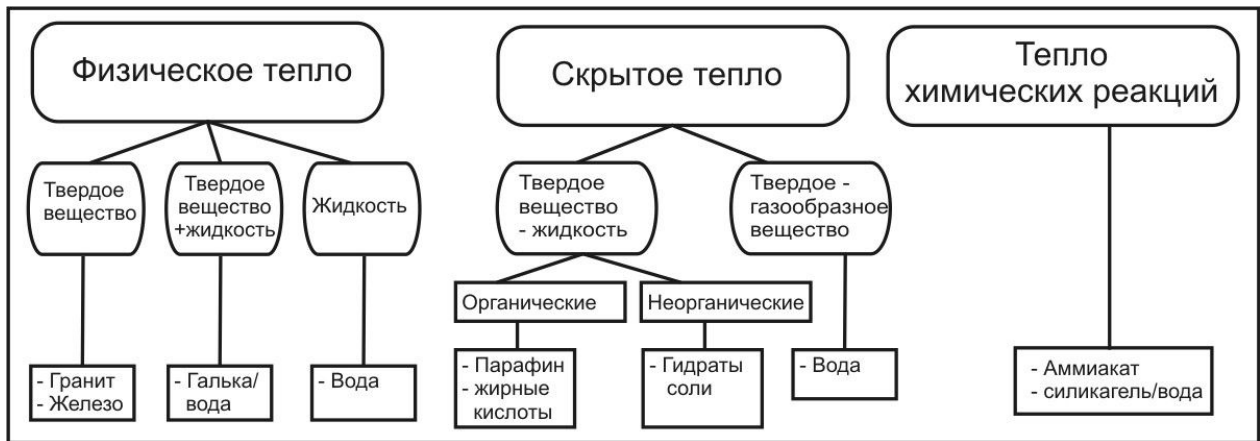 Физическое тепло
Скрытое тепло
Тепло
химических реакций
Твердое
вещество
Твердое
вещество
+жидкость
Жидкость
Твердое
вещество
- жидкость
Твердое -
газообразное
вещество
Органические
Неорганические
- Гранит
- Железо
- Галька/
вода
- Вода
- Парафин
- жирные
кислоты
- Гидраты
соли
- Вода
- Аммиакат
- силикагель/вода